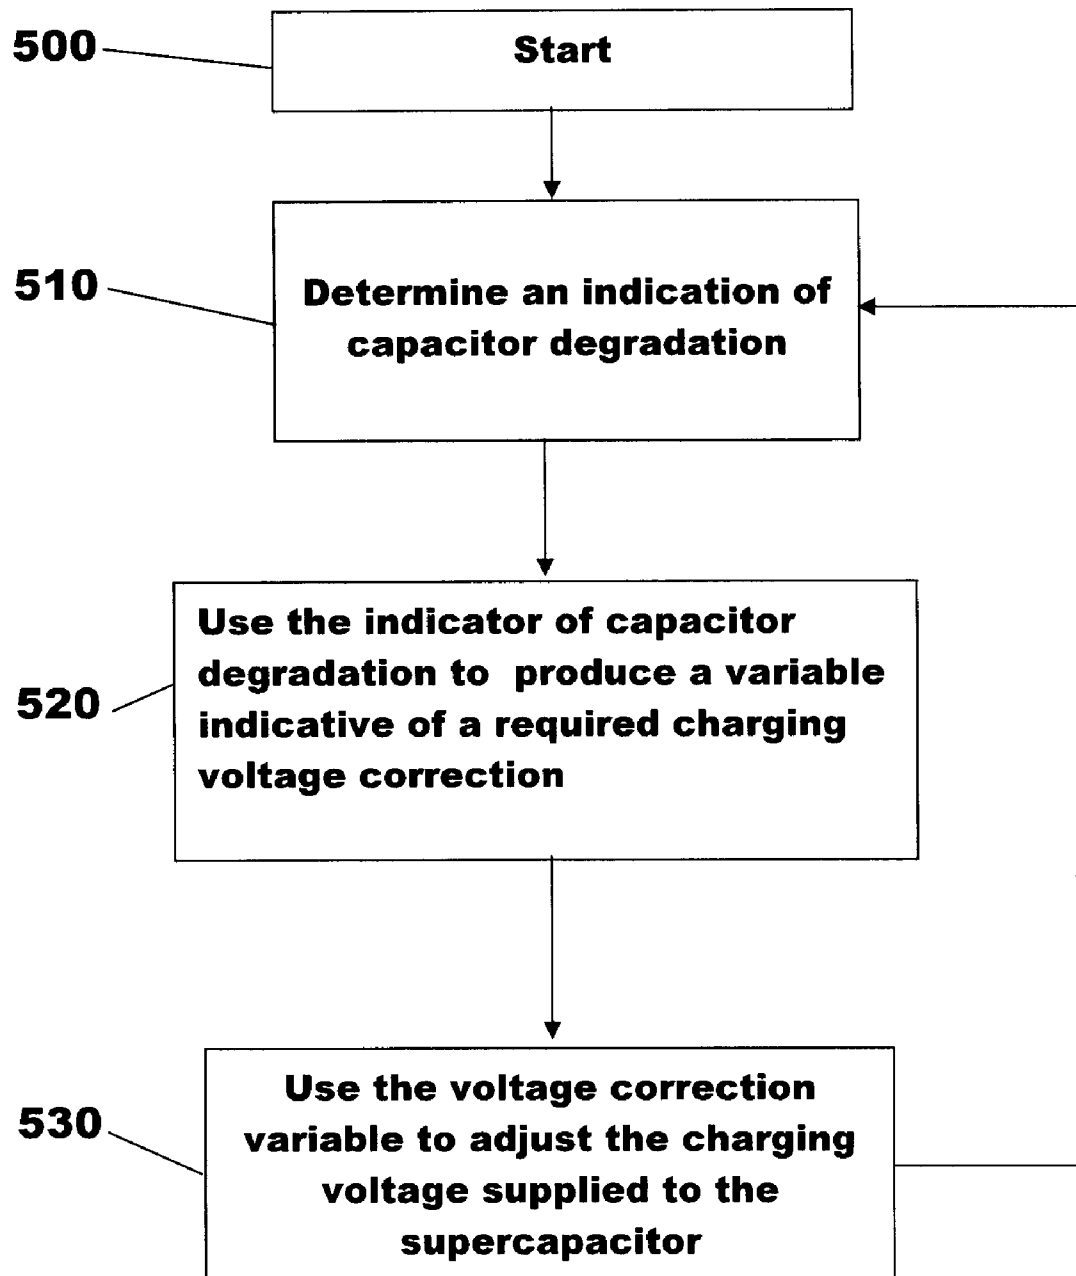 500
Start
510
Determine an indication of
capacitor degradation
520
Use the indicator of capacitor
degradation to produce a variable
indicative of a required charging
voltage correction
530
Use the voltage correction
variable to adjust the charging
voltage supplied to the
supercapacitor